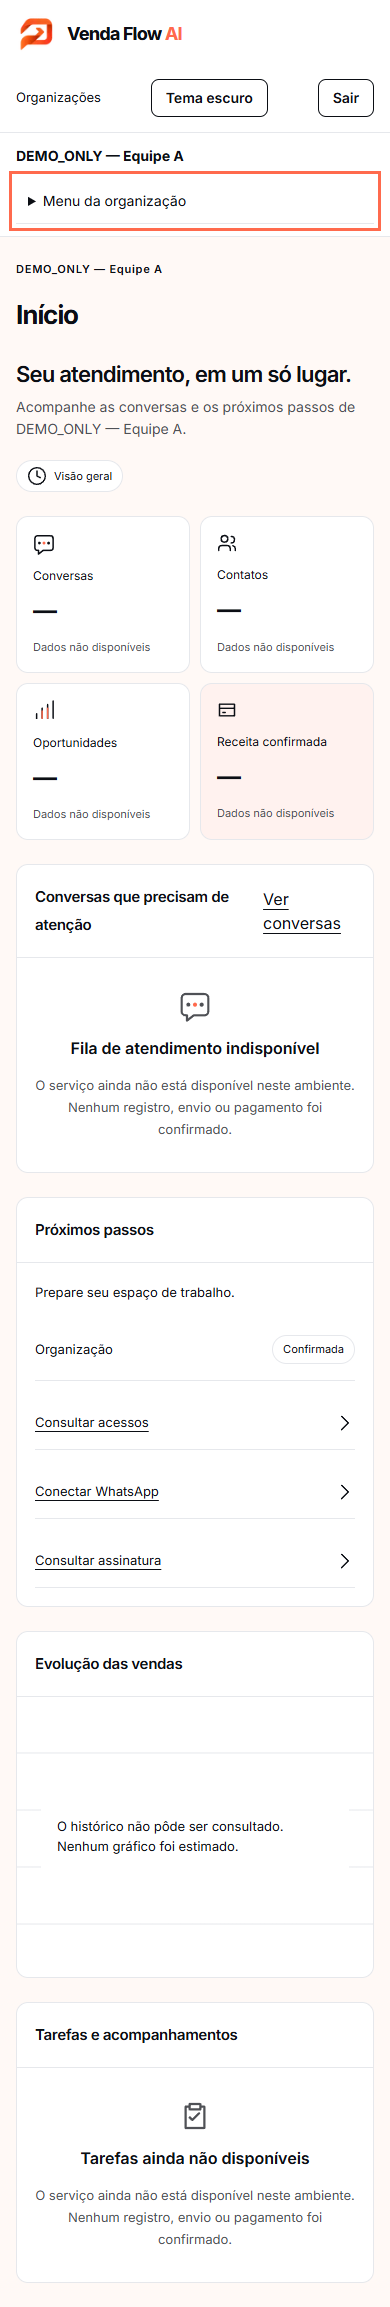 Venda Flow AI
Organizações
Tema escuro
Sair
DEMO_ONLY — Equipe A
Menu da organização
DEMO_ONLY — Equipe A
Início
Seu atendimento, em um só lugar.
Acompanhe as conversas e os próximos passos de
DEMO_ONLY — Equipe A.
Visão geral
Conversas
—
Dados não disponíveis
Contatos
—
Dados não disponíveis
Oportunidades
—
Dados não disponíveis
Receita confirmada
—
Dados não disponíveis
Conversas que precisam de
atenção
Ver
conversas
Fila de atendimento indisponível
O serviço ainda não está disponível neste ambiente.
Nenhum registro, envio ou pagamento foi
confirmado.
Próximos passos
Prepare seu espaço de trabalho.
Organização
Confirmada
Consultar acessos
Conectar WhatsApp
Consultar assinatura
Evolução das vendas
O histórico não pôde ser consultado.
Nenhum gráfico foi estimado.
Tarefas e acompanhamentos
Tarefas ainda não disponíveis
O serviço ainda não está disponível neste ambiente.
Nenhum registro, envio ou pagamento foi
confirmado.